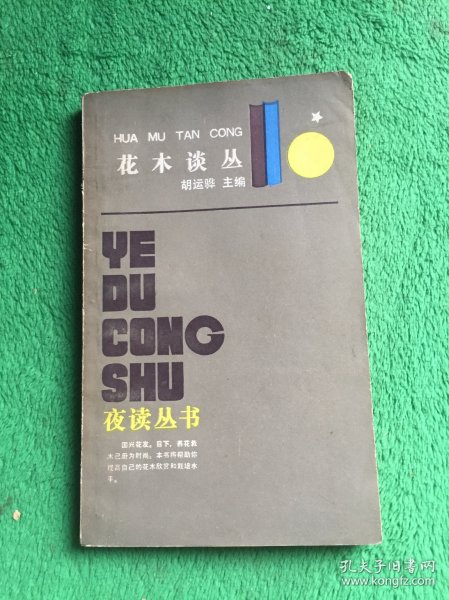 HUA MU TAN CONG
花木谈丛
胡运骅 主编
YE
DU
CONG
SHU
夜读丛书
国兴花发。目下，养花栽
木已蔚为时尚。本书将帮助你
提高自己的花木欣赏和栽培水
平。
孔夫子旧书网
www.kongfz.com